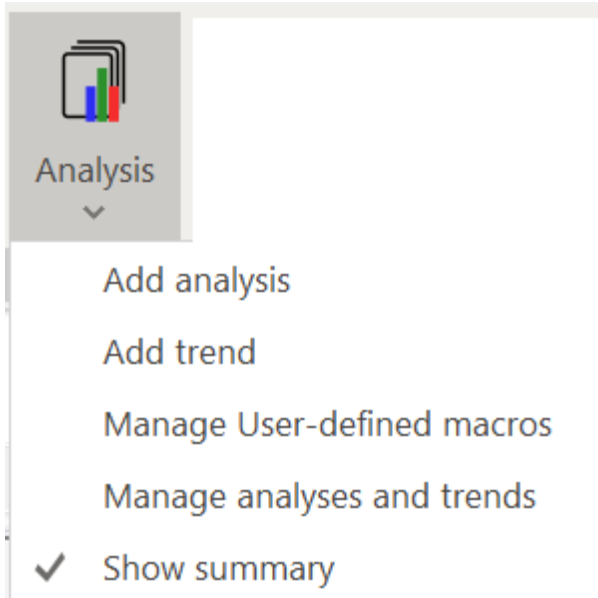 Analysis
Add analysis
Add trend
Manage User-defined macros
Manage analyses and trends
Show summary